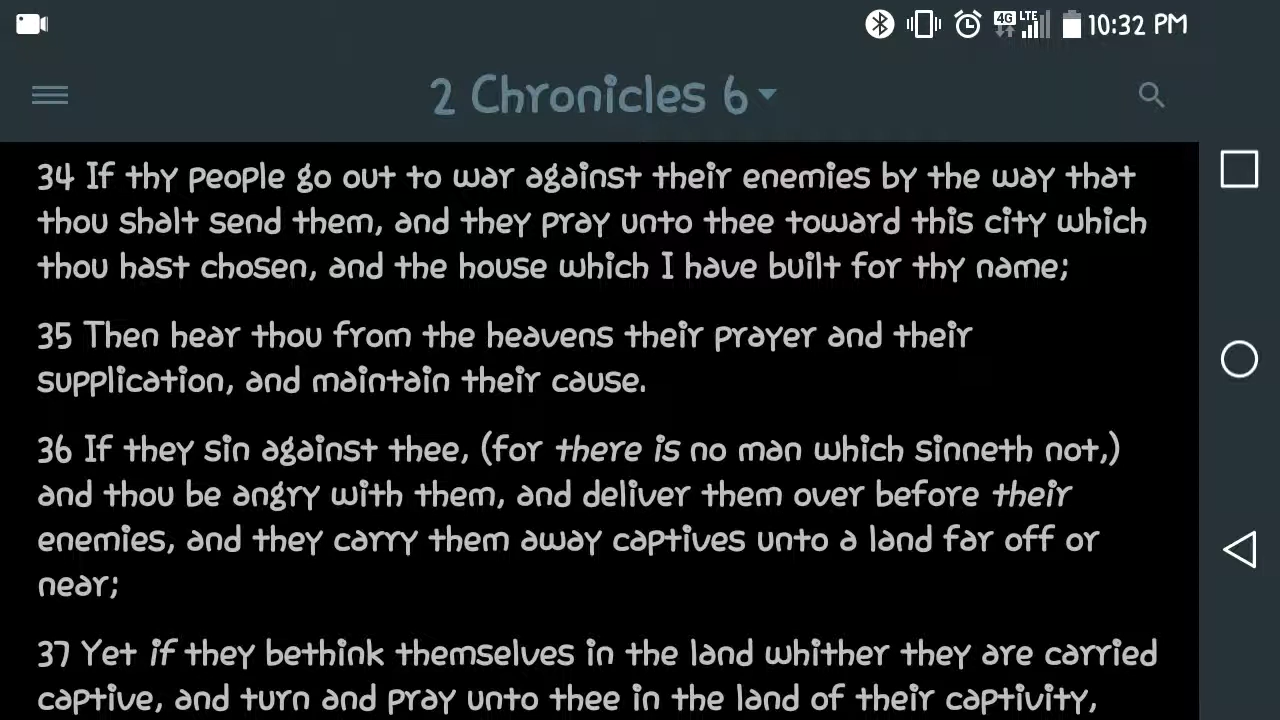 4G LTE 10:32 PM
2 Chronicles 6
34 If thy people go out to war against their enemies by the way that
thou shalt send them, and they pray unto thee toward this city which
thou hast chosen, and the house which I have built for thy name;
35 Then hear thou from the heavens their prayer and their
supplication, and maintain their cause.
36 If they sin against thee, (for there is no man which sinneth not,)
and thou be angry with them, and deliver them over before their
enemies, and they carry them away captives unto a land far off or
near;
37 Yet if they bethink themselves in the land whither they are carried
captive, and turn and pray unto thee in the land of their captivity,